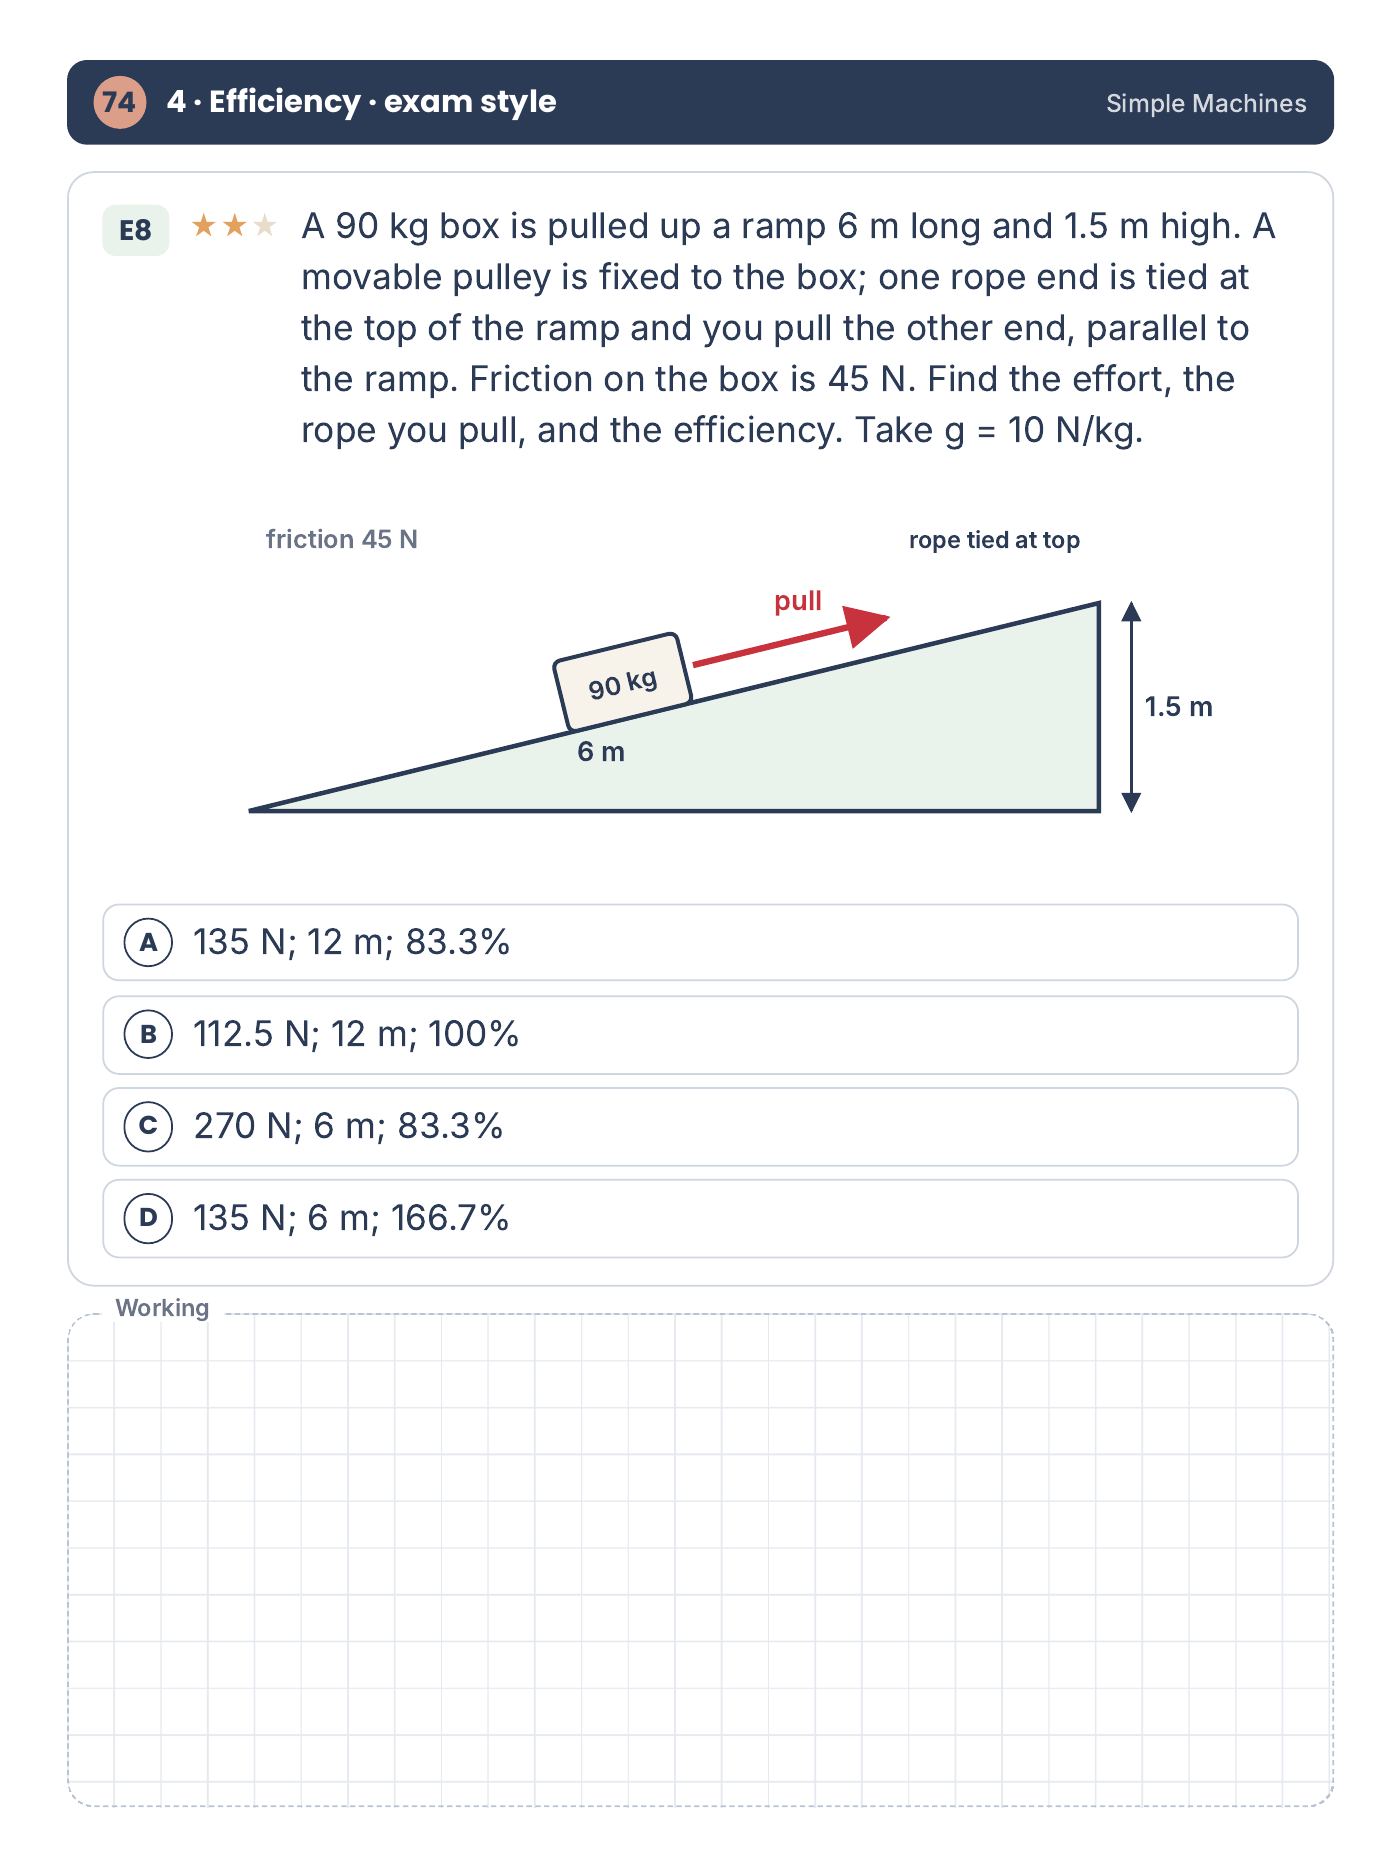 74 4 · Efficiency · exam style Simple Machines
E8 ★★★ A 90 kg box is pulled up a ramp 6 m long and 1.5 m high. A
movable pulley is fixed to the box; one rope end is tied at
the top of the ramp and you pull the other end, parallel to
the ramp. Friction on the box is 45 N. Find the effort, the
rope you pull, and the efficiency. Take g = 10 N/kg.
friction 45 N rope tied at top
pull
90 kg
1.5 m
6 m
A 135 N; 12 m; 83.3%
B 112.5 N; 12 m; 100%
C 270 N; 6 m; 83.3%
D 135 N; 6 m; 166.7%
Working